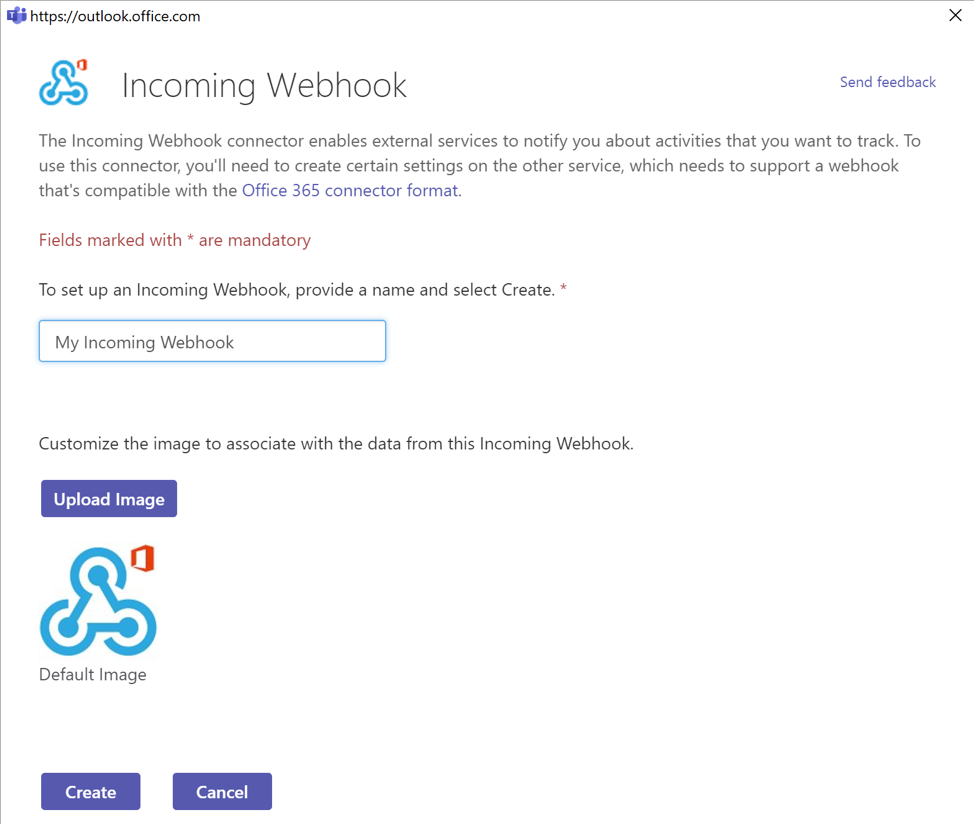 https://outlook.office.com
Incoming Webhook
Send feedback
The Incoming Webhook connector enables external services to notify you about activities that you want to track. To
use this connector, you'll need to create certain settings on the other service, which needs to support a webhook
that's compatible with the Office 365 connector format.
Fields marked with * are mandatory
To set up an Incoming Webhook, provide a name and select Create. *
My Incoming Webhook
Customize the image to associate with the data from this Incoming Webhook.
Upload Image
Default Image
Create
Cancel